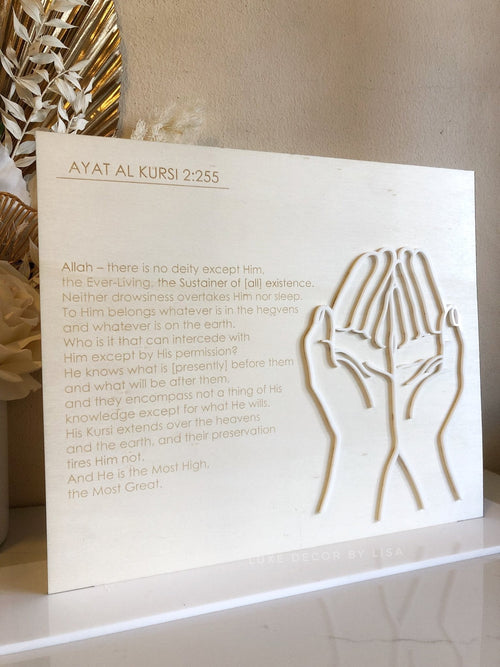 AYAT AL KURSI 2:255
Allah – there is no deity except Him,
the Ever-Living, the Sustainer of [all] existence.
Neither drowsiness overtakes Him nor sleep.
To Him belongs whatever is in the hegvens
and whatever is on the earth.
Who is it that can intercede with
Him except by His permission?
He knows what is [presently] before them
and what will be after them,
and they encompass not a thing of His
knowledge except for what He wills.
His Kursi extends over the heavens
and the earth, and their preservation
tires Him not.
And He is the Most High,
the Most Great.
LUXE DECOR BY LISA